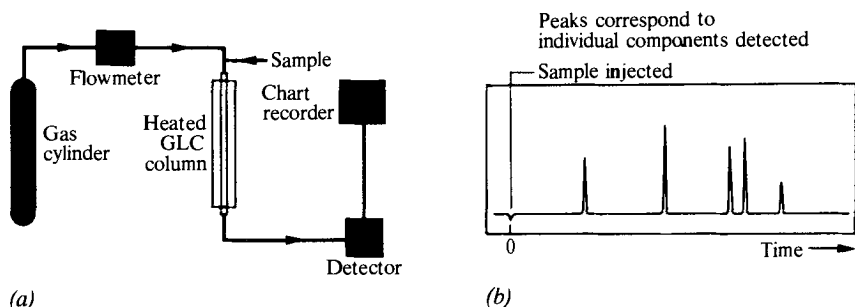 Flowmeter
Sample
Gas
cylinder
Heated
GLC
column
Chart
recorder
Detector
(a)
Peaks correspond to
individual components detected
Sample injected
0
Time
(b)